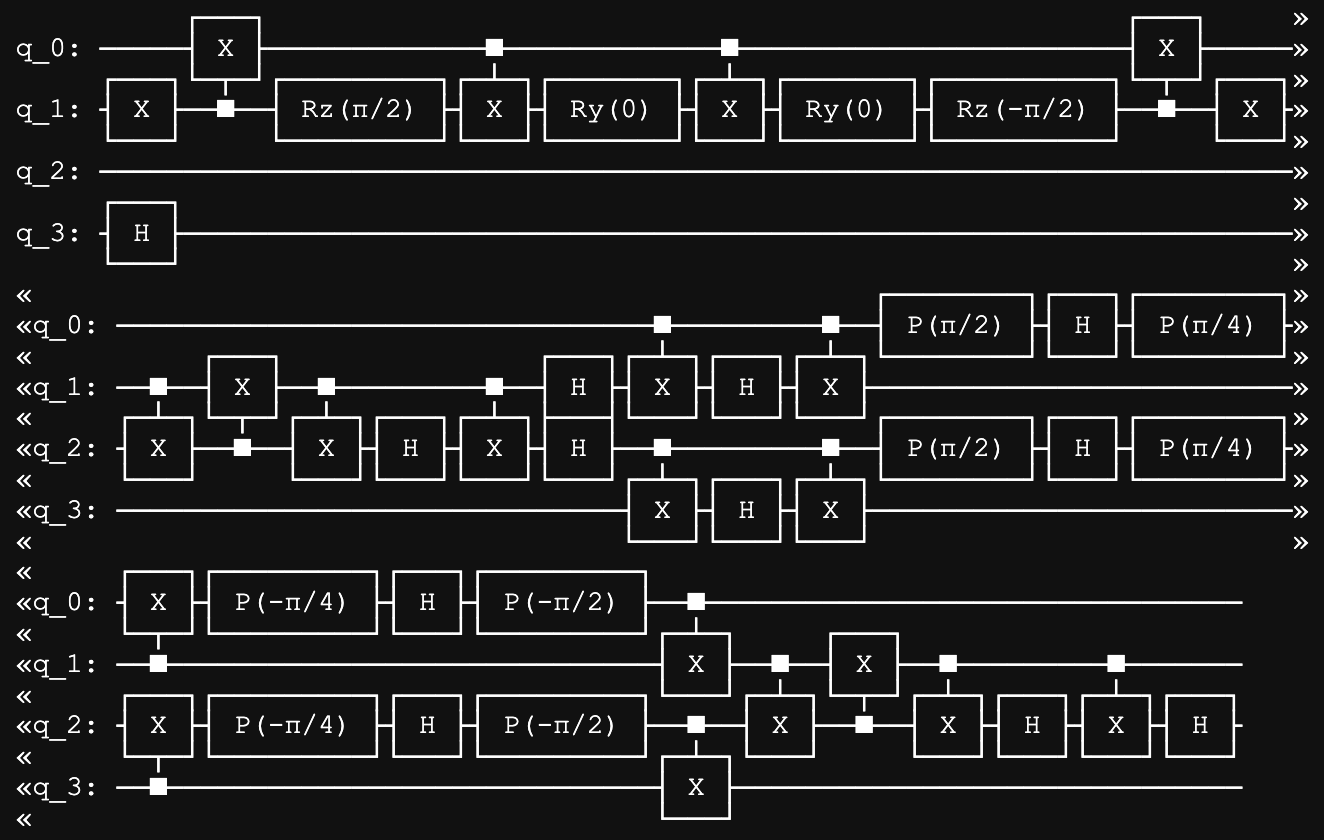 »
q_0: X X »
»
q_1: X Rz(π/2) X Ry(0) X Ry(0) Rz(-π/2) X »
»
q_2: »
»
q_3: H »
»
« »
«q_0: P(π/2) H P(π/4) »
« »
«q_1: X H X H X »
« »
«q_2: X X H X H P(π/2) H P(π/4) »
« »
«q_3: X H X »
« »
«
«q_0: X P(-π/4) H P(-π/2)
«
«q_1: X X
«
«q_2: X P(-π/4) H P(-π/2) X X H X H
«
«q_3: X
«